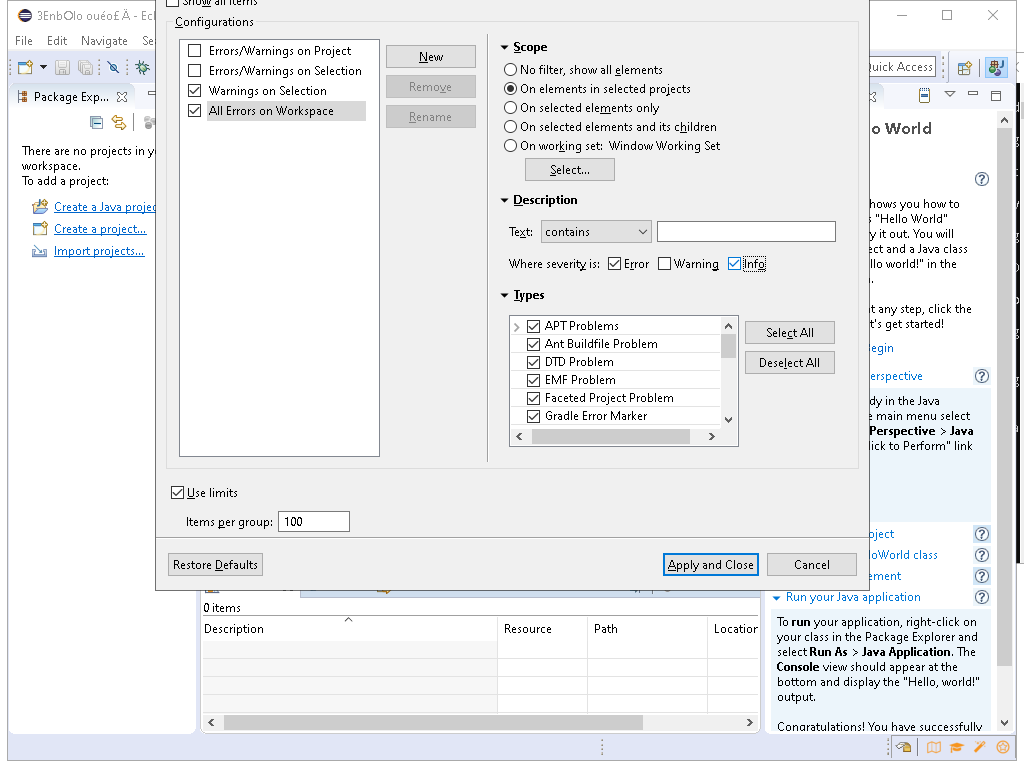 Show all items
3EnbOlo ouéo£Ä - Ecl
File Edit Navigate Se
Quick Access
Package Exp...
There are no projects in y
workspace.
To add a project:
Create a Java projec
Create a project...
Import projects...
Configurations
Errors/Warnings on Project
Errors/Warnings on Selection
Warnings on Selection
All Errors on Workspace
New
Remove
Rename
Scope
No filter, show all elements
On elements in selected projects
On selected elements only
On selected elements and its children
On working set: Window Working Set
Select...
Description
Text: contains
Where severity is: Error Warning Info
Types
APT Problems
Ant Buildfile Problem
DTD Problem
EMF Problem
Faceted Project Problem
Gradle Error Marker
Select All
Deselect All
Use limits
Items per group: 100
Restore Defaults
Apply and Close
Cancel
0 items
Description Resource Path Location
o World
hows you how to
s "Hello World"
y it out. You will
ect and a Java class
llo world!" in the
.
t any step, click the
t's get started!
egin
erspective
dy in the Java
e main menu select
Perspective > Java
lick to Perform" link
oject
loWorld class
ement
Run your Java application
To run your application, right-click on
your class in the Package Explorer and
select Run As > Java Application. The
Console view should appear at the
bottom and display the "Hello, world!"
output.
Congratulations! You have successfully